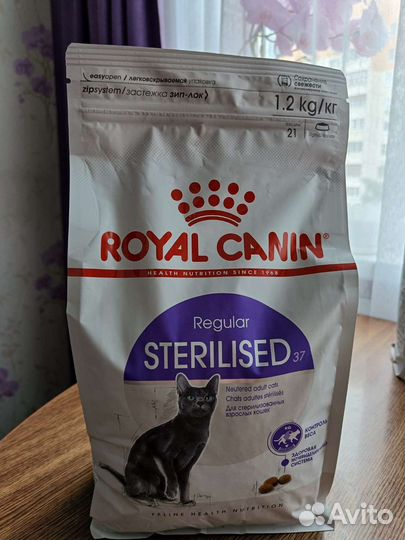 easyopen / легковскрываемая упаковка
Сохранение свежести
zipsystem/застежка зип-лок
1.2 kg/кг
21
ROYAL CANIN®
HEALTH NUTRITION SINCE 1968
Regular
STERILISED 37
Neutered adult cats
Chats adultes stérilisés
Для стерилизованных
взрослых кошек
КОНТРОЛЬ
ВЕСА
ЗДОРОВАЯ
СИСТЕМА
FELINE HEALTH NUTRITION
Avito